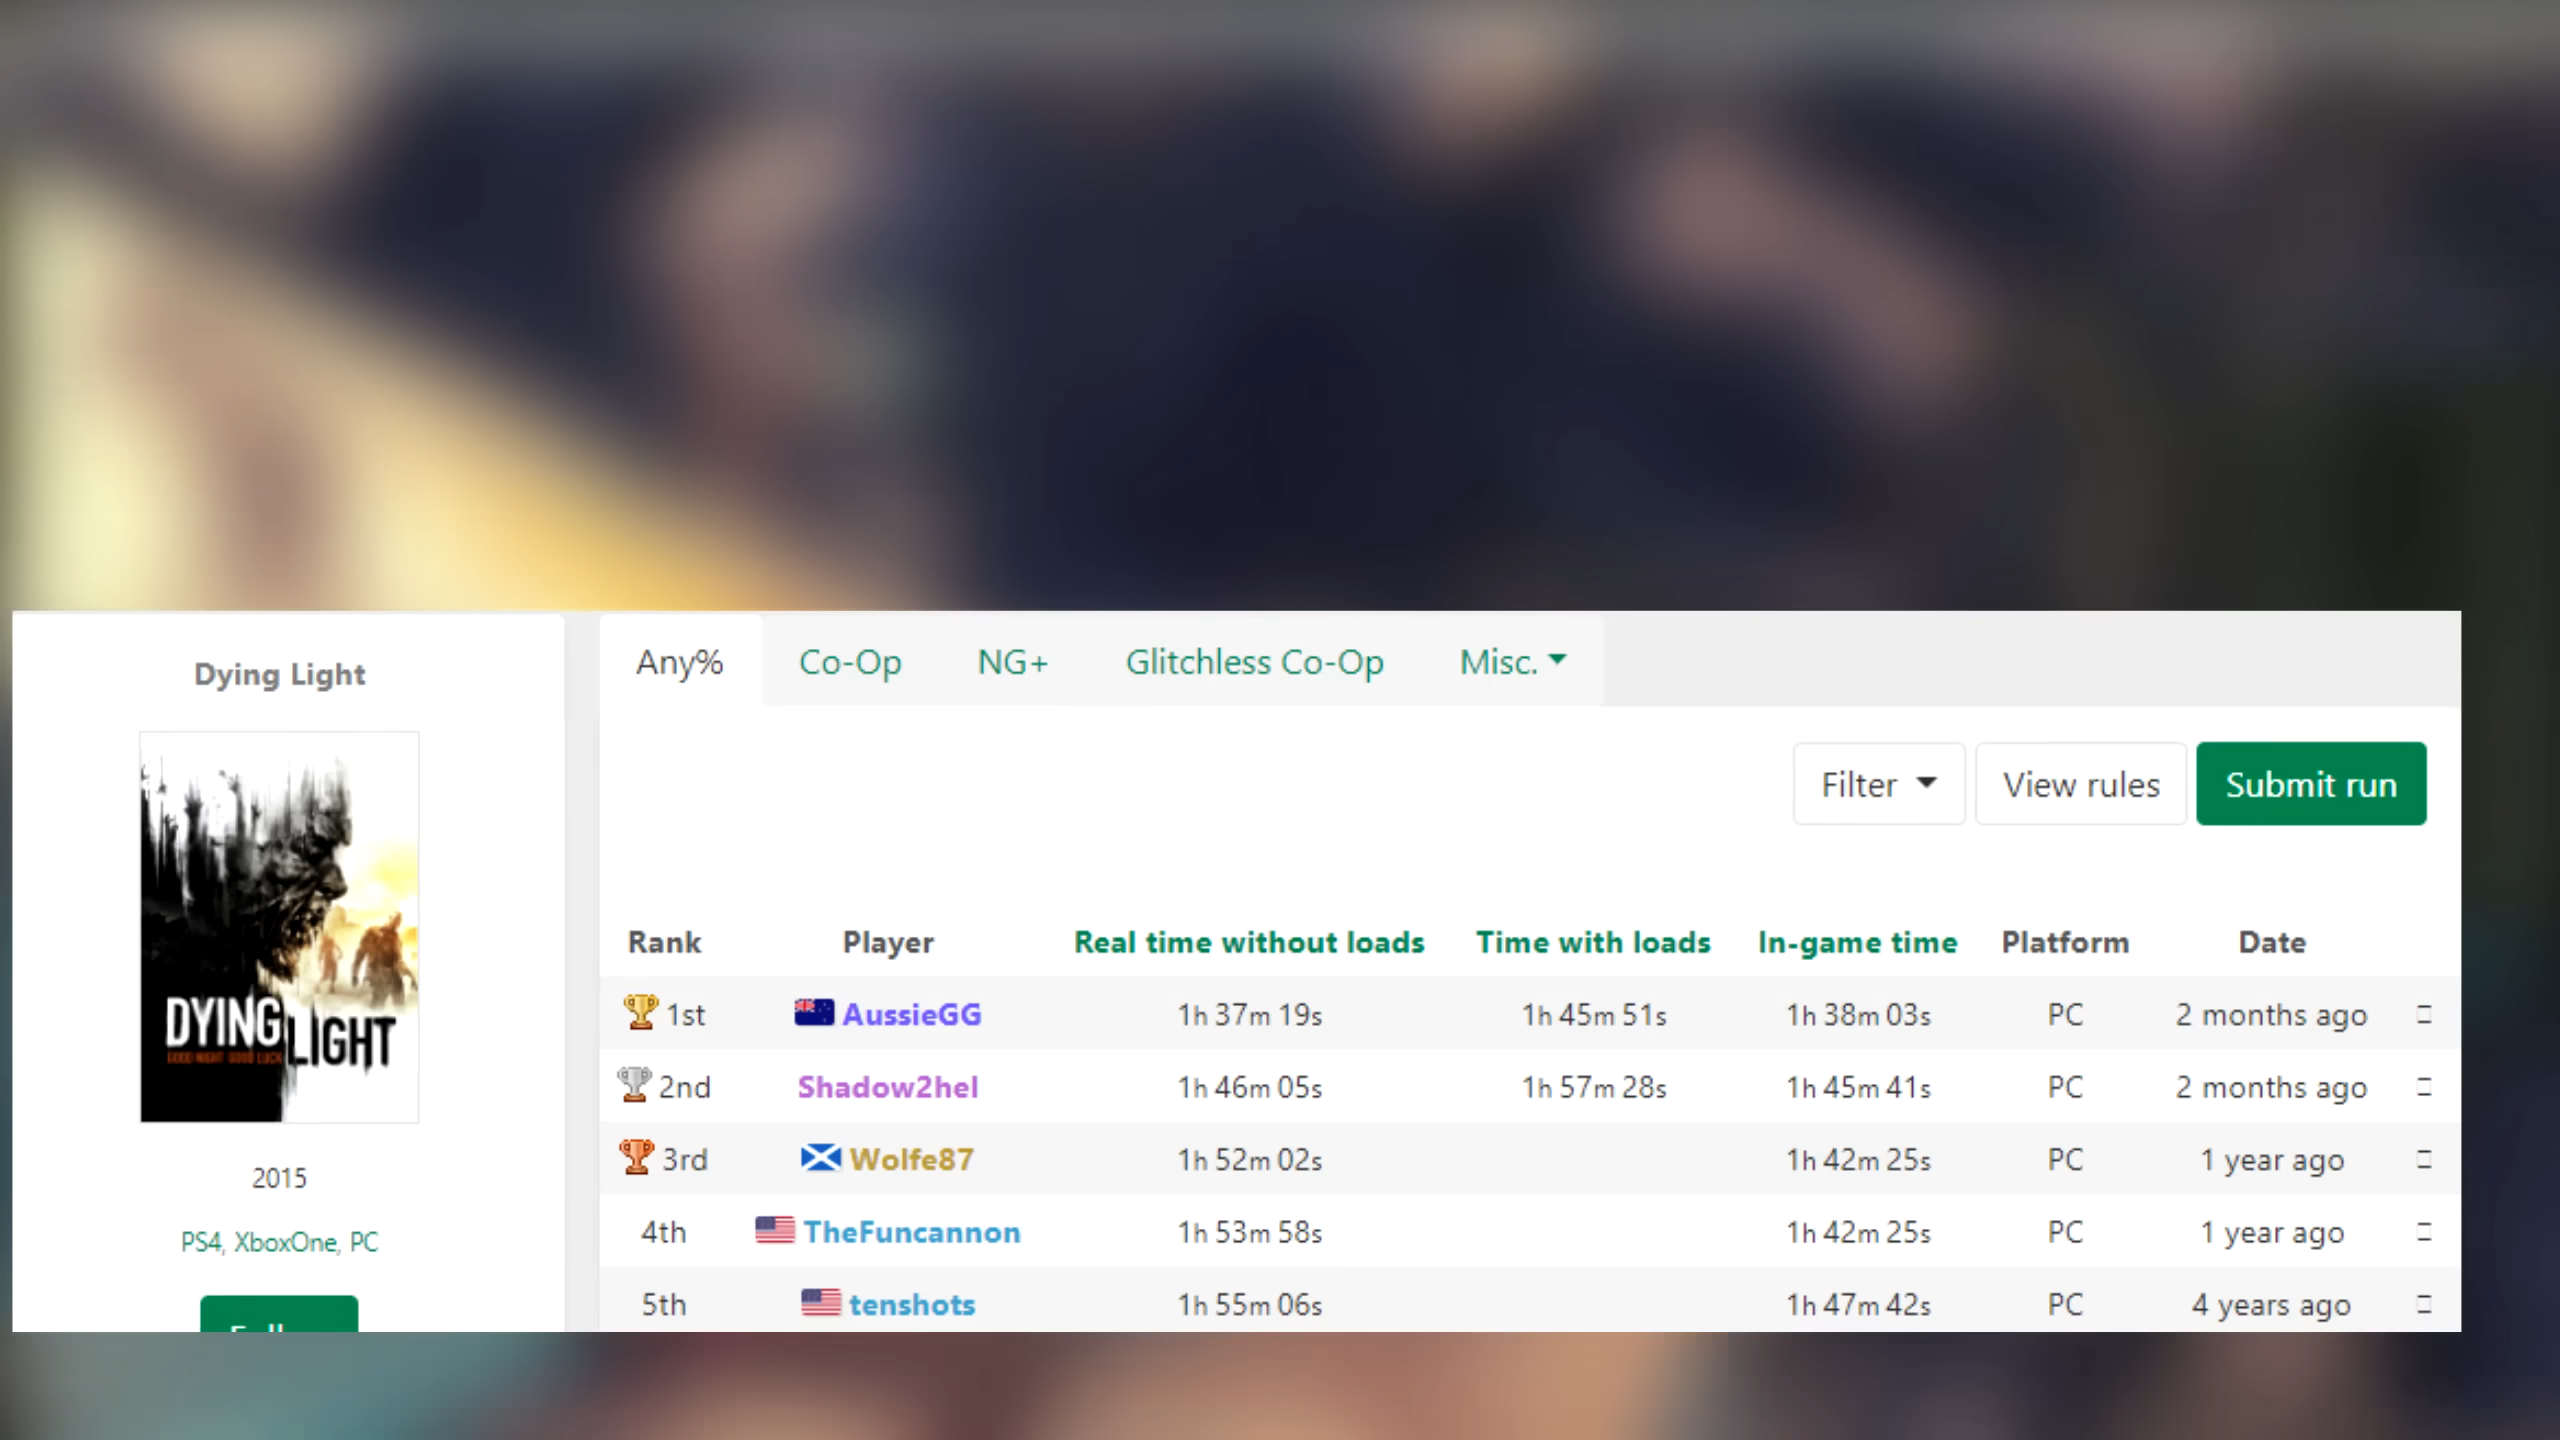 Dying Light
DYING LIGHT
GOOD NIGHT GOOD LUCK
2015
PS4, XboxOne, PC
Any% Co-Op NG+ Glitchless Co-Op Misc.
Filter View rules Submit run
Rank Player Real time without loads Time with loads In-game time Platform Date
1st AussieGG 1h 37m 19s 1h 45m 51s 1h 38m 03s PC 2 months ago
2nd Shadow2hel 1h 46m 05s 1h 57m 28s 1h 45m 41s PC 2 months ago
3rd Wolfe87 1h 52m 02s 1h 42m 25s PC 1 year ago
4th TheFuncannon 1h 53m 58s 1h 42m 25s PC 1 year ago
5th tenshots 1h 55m 06s 1h 47m 42s PC 4 years ago